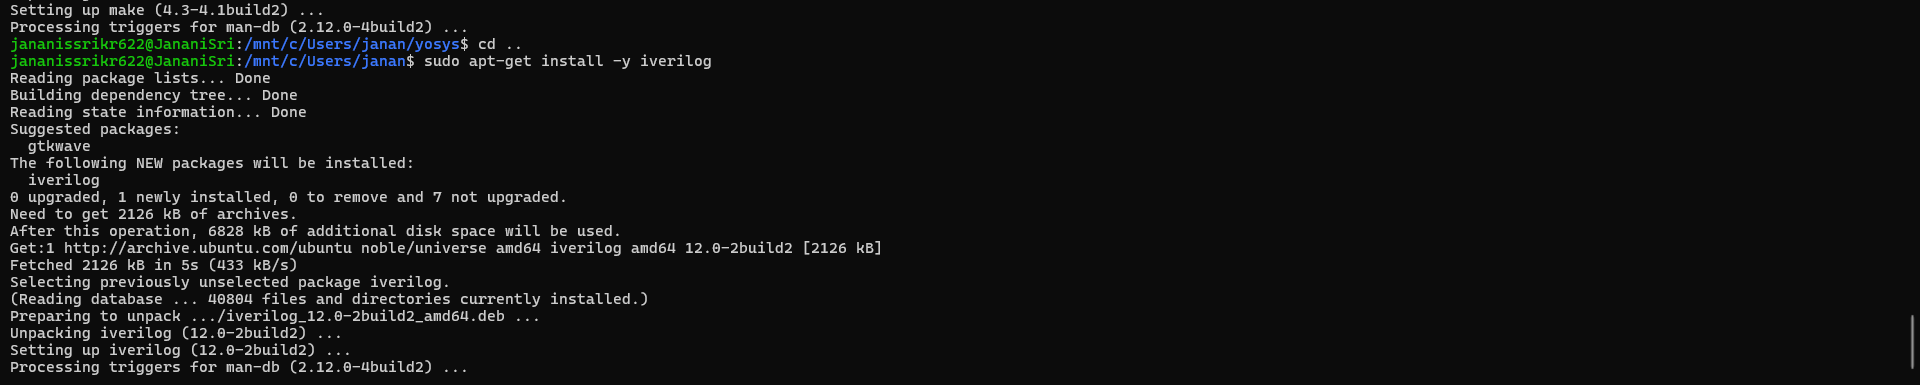 Setting up make (4.3-4.1build2) ...
Processing triggers for man-db (2.12.0-4build2) ...
jananissrikr622@JananiSri:/mnt/c/Users/janan/yosys$ cd ..
jananissrikr622@JananiSri:/mnt/c/Users/janan$ sudo apt-get install -y iverilog
Reading package lists... Done
Building dependency tree... Done
Reading state information... Done
Suggested packages:
  gtkwave
The following NEW packages will be installed:
  iverilog
0 upgraded, 1 newly installed, 0 to remove and 7 not upgraded.
Need to get 2126 kB of archives.
After this operation, 6828 kB of additional disk space will be used.
Get:1 http://archive.ubuntu.com/ubuntu noble/universe amd64 iverilog amd64 12.0-2build2 [2126 kB]
Fetched 2126 kB in 5s (433 kB/s)
Selecting previously unselected package iverilog.
(Reading database ... 40804 files and directories currently installed.)
Preparing to unpack .../iverilog_12.0-2build2_amd64.deb ...
Unpacking iverilog (12.0-2build2) ...
Setting up iverilog (12.0-2build2) ...
Processing triggers for man-db (2.12.0-4build2) ...